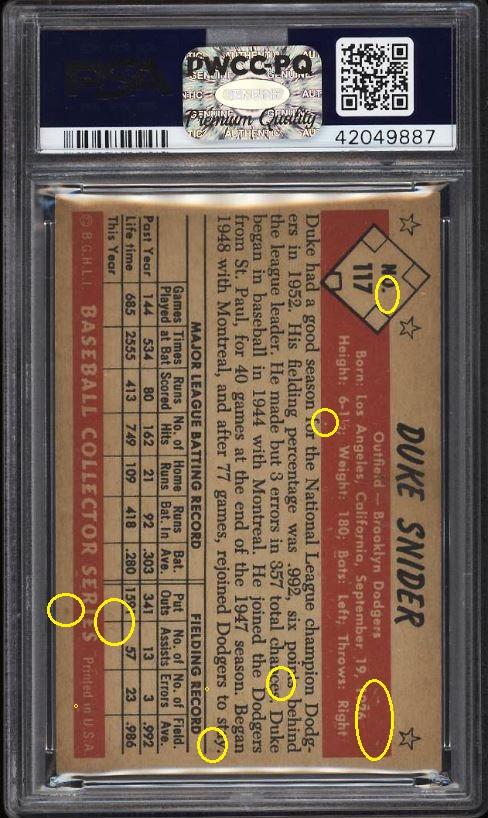 PSA
PWCC-PQ
GENUINE
Premium Quality
42049887
NO.
117
DUKE SNIDER
Outfield — Brooklyn Dodgers
Born: Los Angeles, California, September 19, 1926
Height: 6-1½; Weight: 180; Bats: Left; Throws: Right
Duke had a good season for the National League champion Dodg-
ers in 1952. His fielding percentage was .992, six points behind
the league leader. He made but 3 errors in 357 total chances. Duke
began in baseball in 1944 with Montreal. He joined the Dodgers
from St. Paul, for 40 games at the end of the 1947 season. Began
1948 with Montreal, and after 77 games, rejoined Dodgers to stay.
MAJOR LEAGUE BATTING RECORD FIELDING RECORD
Games Times Runs No. of Home Runs Bat. Put No. of No. of Field.
Played at Bat Scored Hits Runs Bat. in Ave. Outs Assists Errors Ave.
Past Year 144 534 80 162 21 92 .303 341 13 3 .992
Life time 685 2555 413 749 109 418 .280 57 23 .986
This Year
© B.G.H.L.I. BASEBALL COLLECTOR SERIES Printed in U.S.A.